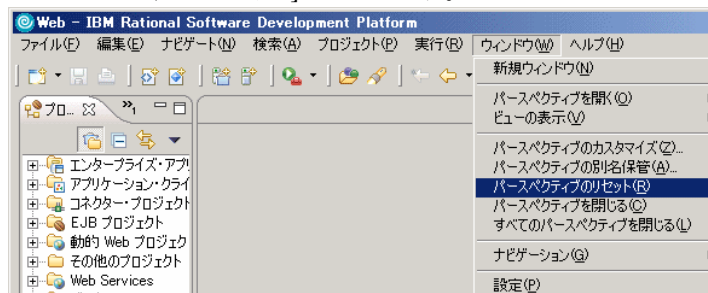 Web - IBM Rational Software Development Platform
ファイル(F) 編集(E) ナビゲート(N) 検索(A) プロジェクト(P) 実行(R) ウィンドウ(W) ヘルプ(H)
新規ウィンドウ(N)
プロ... 1
パースペクティブを開く(O)
ビューの表示(V)
パースペクティブのカスタマイズ(Z)...
パースペクティブの別名保管(A)...
パースペクティブのリセット(R)
パースペクティブを閉じる(C)
すべてのパースペクティブを閉じる(L)
ナビゲーション(G)
設定(P)
エンタープライズ・アプリ
アプリケーション・クライ
コネクター・プロジェクト
EJB プロジェクト
動的 Web プロジェク
その他のプロジェクト
Web Services